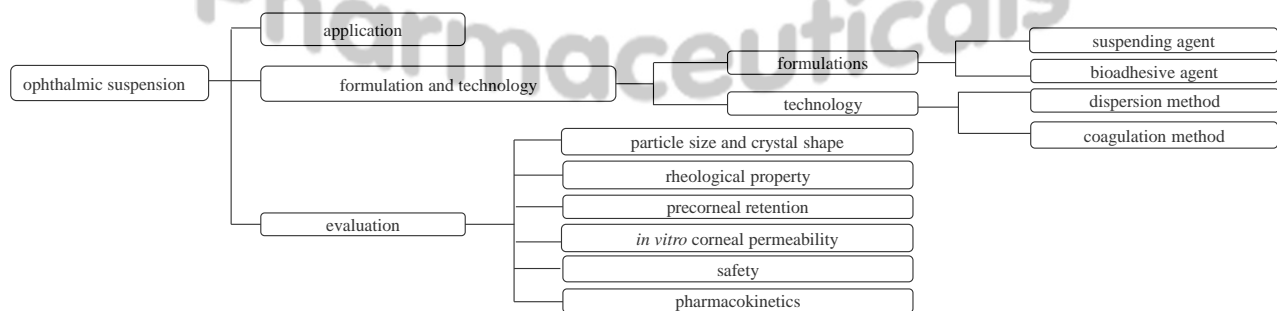 Pharmaceuticals
application
ophthalmic suspension
formulation and technology
formulations
suspending agent
bioadhesive agent
technology
dispersion method
coagulation method
evaluation
particle size and crystal shape
rheological property
precorneal retention
in vitro corneal permeability
safety
pharmacokinetics